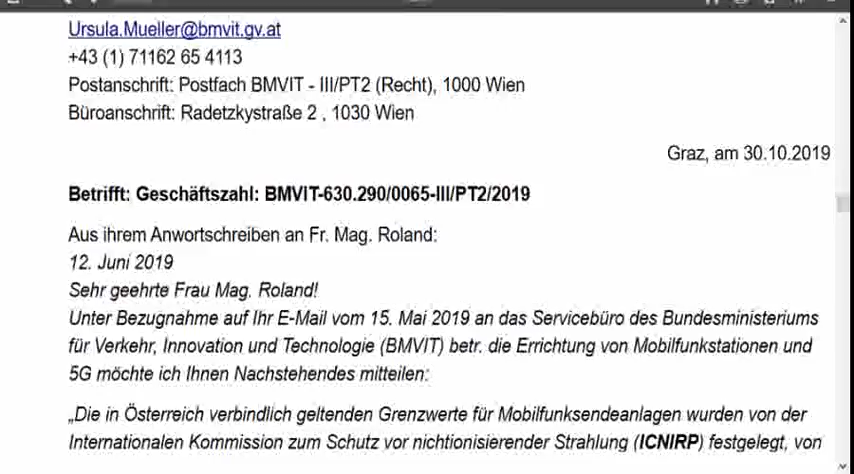 Ursula.Mueller@bmvit.gv.at
+43 (1) 71162 65 4113
Postanschrift: Postfach BMVIT - III/PT2 (Recht), 1000 Wien
Büroanschrift: Radetzkystraße 2 , 1030 Wien
Graz, am 30.10.2019
Betrifft: Geschäftszahl: BMVIT-630.290/0065-III/PT2/2019
Aus ihrem Anwortschreiben an Fr. Mag. Roland:
12. Juni 2019
Sehr geehrte Frau Mag. Roland!
Unter Bezugnahme auf Ihr E-Mail vom 15. Mai 2019 an das Servicebüro des Bundesministeriums
für Verkehr, Innovation und Technologie (BMVIT) betr. die Errichtung von Mobilfunkstationen und
5G möchte ich Ihnen Nachstehendes mitteilen:
„Die in Österreich verbindlich geltenden Grenzwerte für Mobilfunksendeanlagen wurden von der
Internationalen Kommission zum Schutz vor nichtionisierender Strahlung (ICNIRP) festgelegt, von